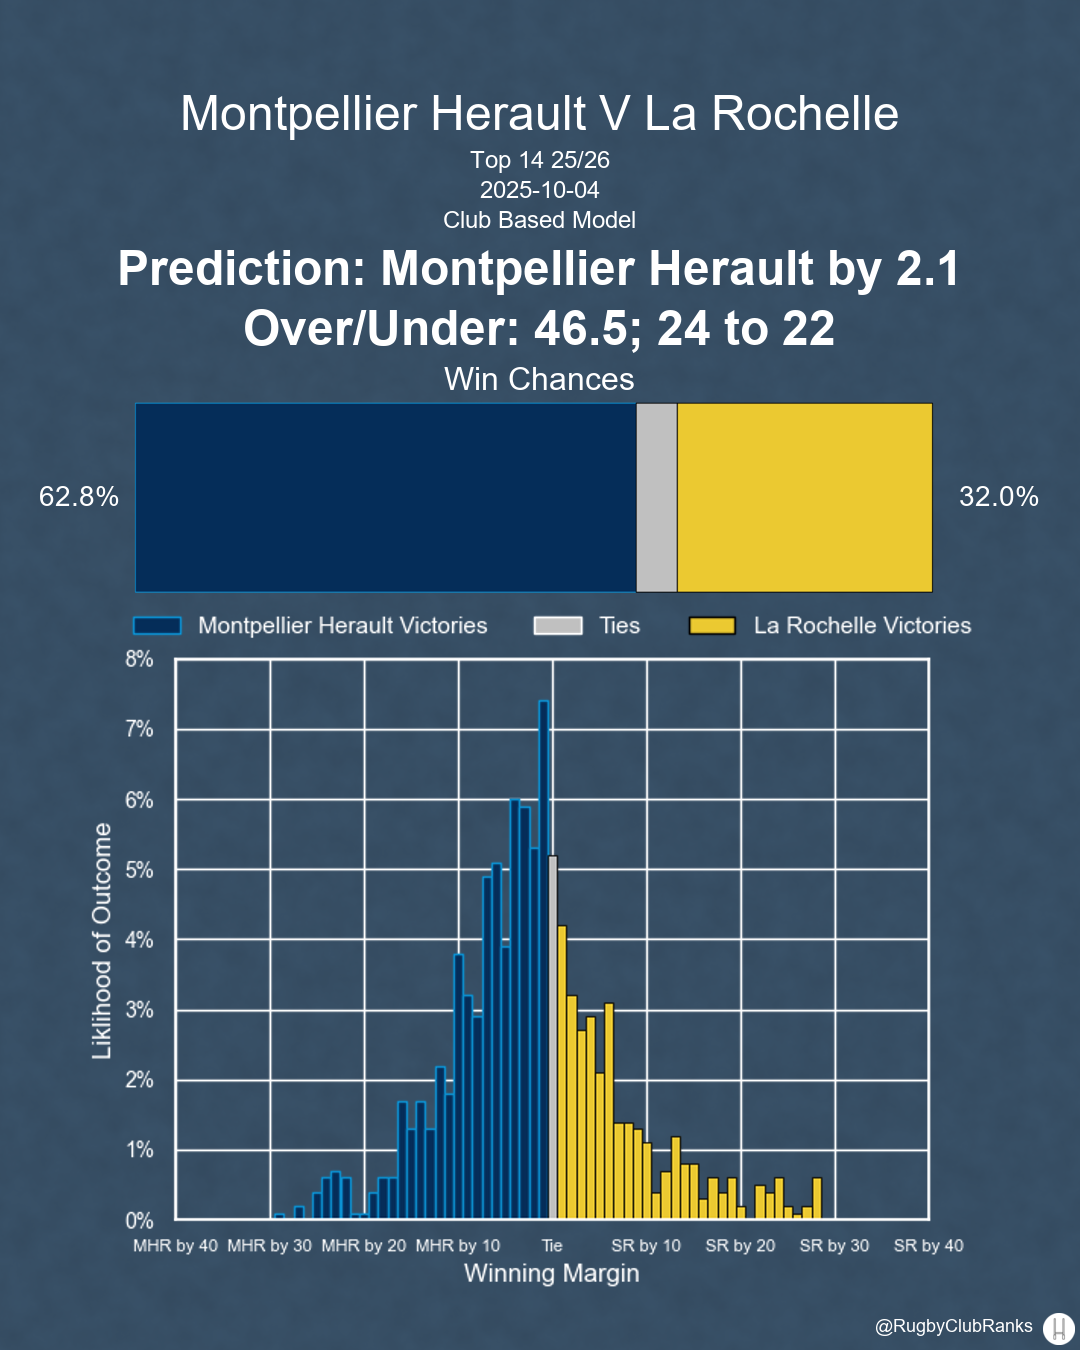 Montpellier Herault V La Rochelle
Top 14 25/26
2025-10-04
Club Based Model
Prediction: Montpellier Herault by 2.1
Over/Under: 46.5; 24 to 22
Win Chances
62.8%
32.0%
Montpellier Herault Victories
Ties
La Rochelle Victories
8%
7%
6%
5%
4%
3%
2%
1%
0%
Liklihood of Outcome
MHR by 40
MHR by 30
MHR by 20
MHR by 10
Tie
SR by 10
SR by 20
SR by 30
SR by 40
Winning Margin
@RugbyClubRanks